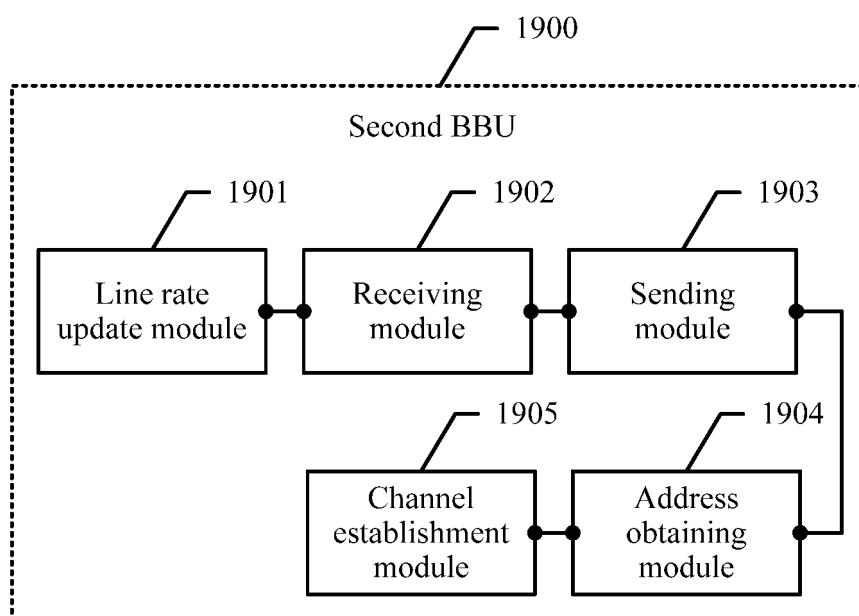 1900
Second BBU
1901
1902
1903
Line rate
update module
Receiving
module
Sending
module
1905
1904
Channel
establishment
module
Address
obtaining
module